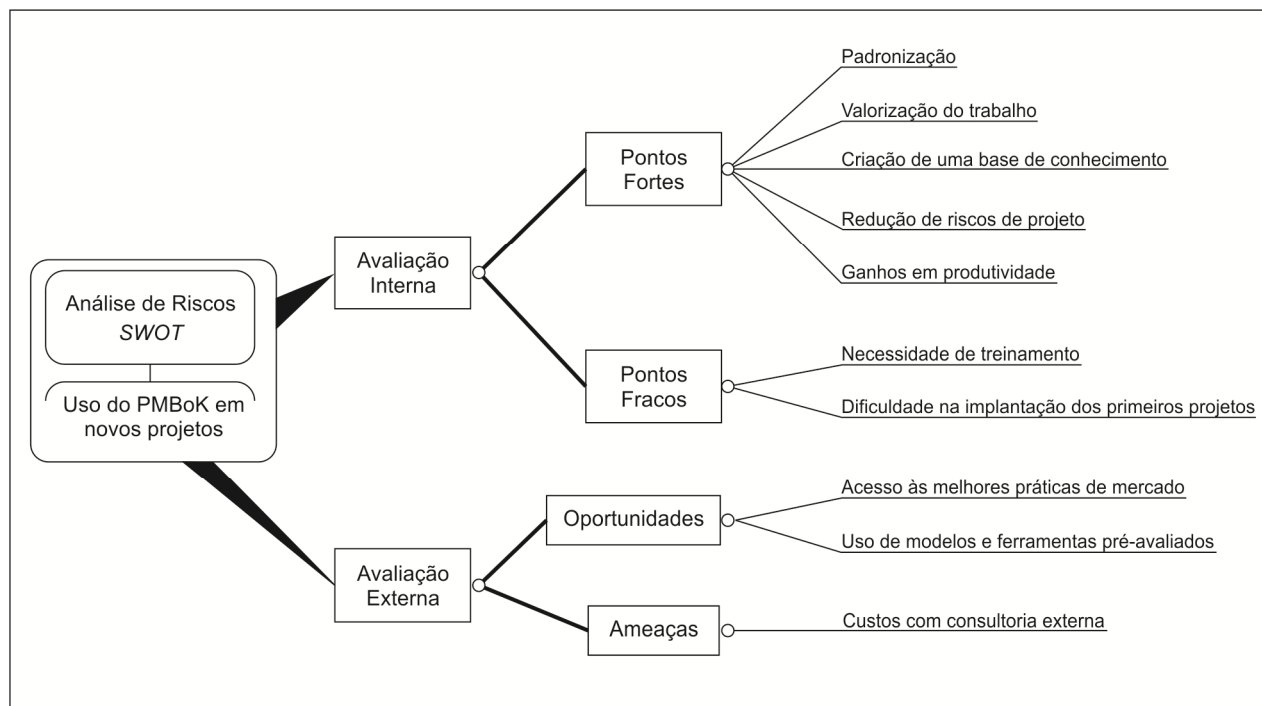 Análise de Riscos
SWOT
Uso do PMBoK em
novos projetos
Avaliação
Interna
Pontos
Fortes
Padronização
Valorização do trabalho
Criação de uma base de conhecimento
Redução de riscos de projeto
Ganhos em produtividade
Pontos
Fracos
Necessidade de treinamento
Dificuldade na implantação dos primeiros projetos
Avaliação
Externa
Oportunidades
Acesso às melhores práticas de mercado
Uso de modelos e ferramentas pré-avaliados
Ameaças
Custos com consultoria externa